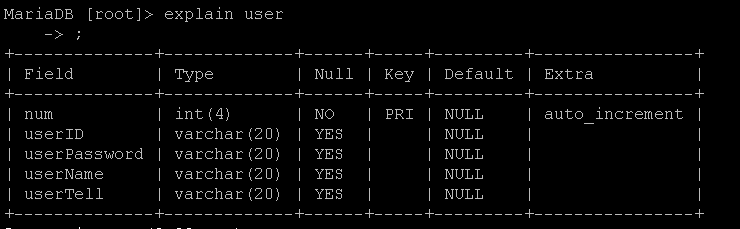 MariaDB [root]> explain user
    -> ;
+--------------+-------------+------+-----+---------+----------------+
| Field        | Type        | Null | Key | Default | Extra          |
+--------------+-------------+------+-----+---------+----------------+
| num          | int(4)      | NO   | PRI | NULL    | auto_increment |
| userID       | varchar(20) | YES  |     | NULL    |                |
| userPassword | varchar(20) | YES  |     | NULL    |                |
| userName     | varchar(20) | YES  |     | NULL    |                |
| userTell     | varchar(20) | YES  |     | NULL    |                |
+--------------+-------------+------+-----+---------+----------------+